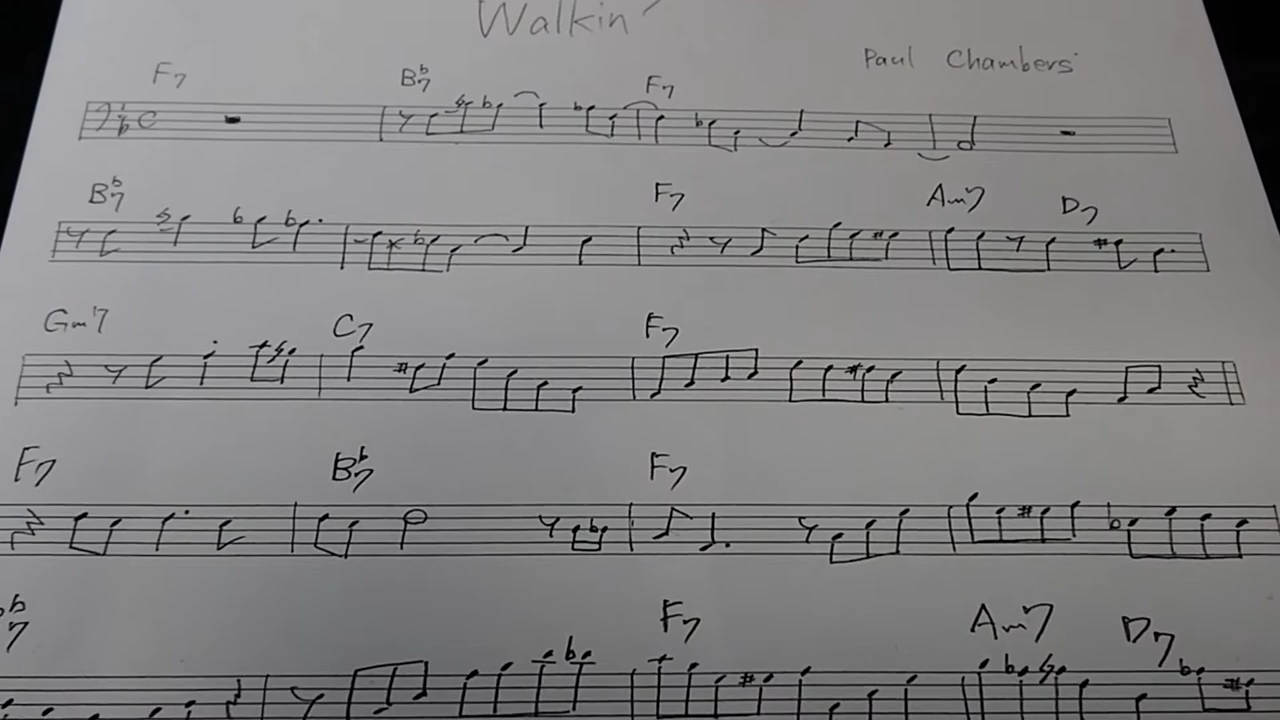 Walkin'
Paul Chambers
F7 B♭7 F7
B♭7 F7 Am7 D7
Gm7 C7 F7
F7 B♭7 F7
♭7 F7 Am7 D7